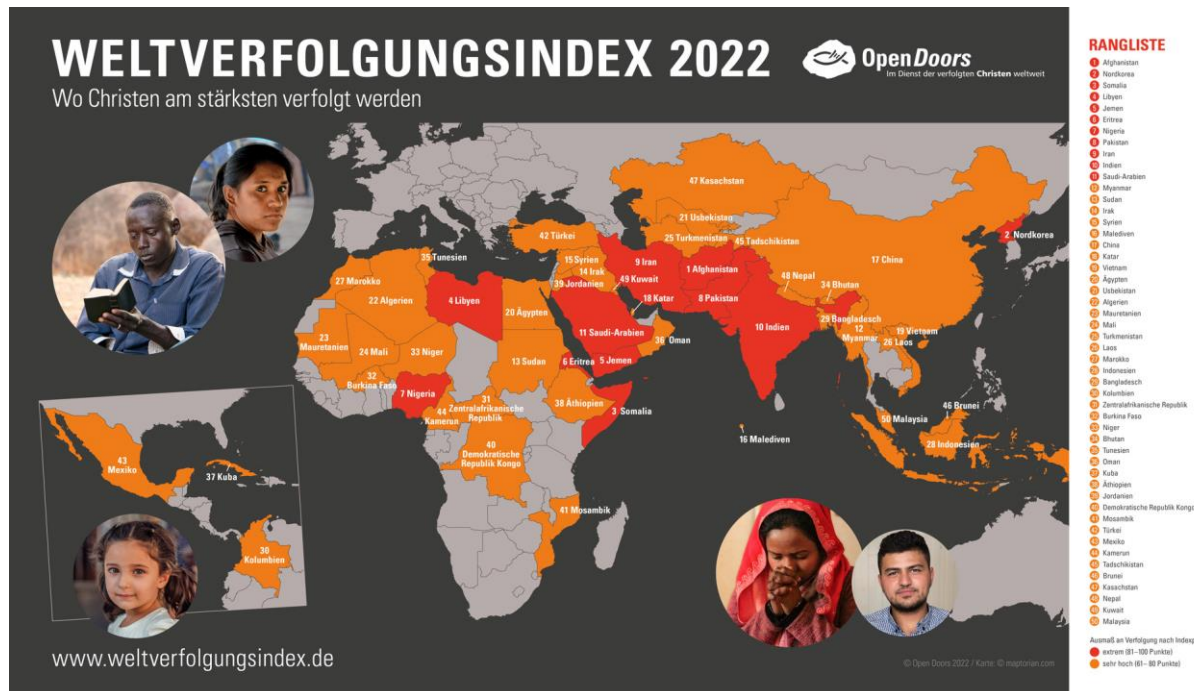 WELTVERFOLGUNGSINDEX 2022
Wo Christen am stärksten verfolgt werden
OpenDoors
Im Dienst der verfolgten Christen weltweit
47 Kasachstan
21 Usbekistan
42 Türkei
25 Turkmenistan
45 Tadschikistan
2 Nordkorea
35 Tunesien
15 Syrien
9 Iran
17 China
14 Irak
1 Afghanistan
27 Marokko
49 Kuwait
48 Nepal
39 Jordanien
34 Bhutan
22 Algerien
4 Libyen
18 Katar
8 Pakistan
20 Ägypten
29 Bangladesch
11 Saudi-Arabien
10 Indien
12
Myanmar
19 Vietnam
26 Laos
23
Mauretanien
36 Oman
24 Mali
33 Niger
13 Sudan
6 Eritrea
5 Jemen
32
Burkina Faso
7 Nigeria
31
Zentralafrikanische
Republik
38 Äthiopien
3 Somalia
44
Kamerun
46 Brunei
50 Malaysia
40
Demokratische
Republik Kongo
16 Malediven
28 Indonesien
43
Mexiko
37 Kuba
41 Mosambik
30
Kolumbien
www.weltverfolgungsindex.de
© Open Doors 2022 / Karte: © maptorian.com
RANGLISTE
1 Afghanistan
2 Nordkorea
3 Somalia
4 Libyen
5 Jemen
6 Eritrea
7 Nigeria
8 Pakistan
9 Iran
10 Indien
11 Saudi-Arabien
12 Myanmar
13 Sudan
14 Irak
15 Syrien
16 Malediven
17 China
18 Katar
19 Vietnam
20 Ägypten
21 Usbekistan
22 Algerien
23 Mauretanien
24 Mali
25 Turkmenistan
26 Laos
27 Marokko
28 Indonesien
29 Bangladesch
30 Kolumbien
31 Zentralafrikanische Republik
32 Burkina Faso
33 Niger
34 Bhutan
35 Tunesien
36 Oman
37 Kuba
38 Äthiopien
39 Jordanien
40 Demokratische Republik Kongo
41 Mosambik
42 Türkei
43 Mexiko
44 Kamerun
45 Tadschikistan
46 Brunei
47 Kasachstan
48 Nepal
49 Kuwait
50 Malaysia
Ausmaß an Verfolgung nach Indexp
extrem (81–100 Punkte)
sehr hoch (61–80 Punkte)